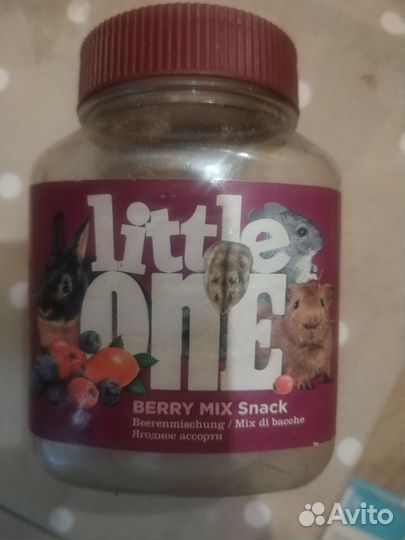 little
ONE
BERRY MIX Snack
Beerenmischung / Mix di bacche
Ягодное ассорти
Avito